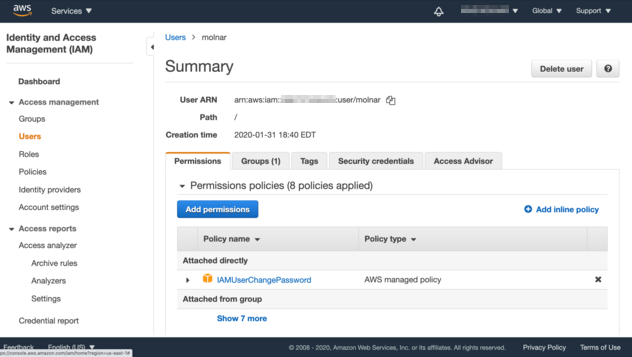 aws
Services
Global
Support
Identity and Access
Management (IAM)
Dashboard
Access management
Groups
Users
Roles
Policies
Identity providers
Account settings
Access reports
Access analyzer
Archive rules
Analyzers
Settings
Credential report
Users > molnar
Summary
Delete user
User ARN arn:aws:iam: :user/molnar
Path /
Creation time 2020-01-31 18:40 EDT
Permissions Groups (1) Tags Security credentials Access Advisor
Permissions policies (8 policies applied)
Add permissions
Add inline policy
Policy name Policy type
Attached directly
IAMUserChangePassword AWS managed policy
Attached from group
Show 7 more
Feedback English (US) © 2008 - 2020, Amazon Web Services, Inc. or its affiliates. All rights reserved. Privacy Policy Terms of Use